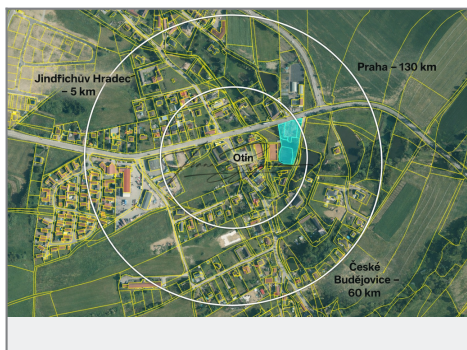 Jindřichův Hradec
– 5 km
Praha – 130 km
Otín
České
Budějovice –
60 km